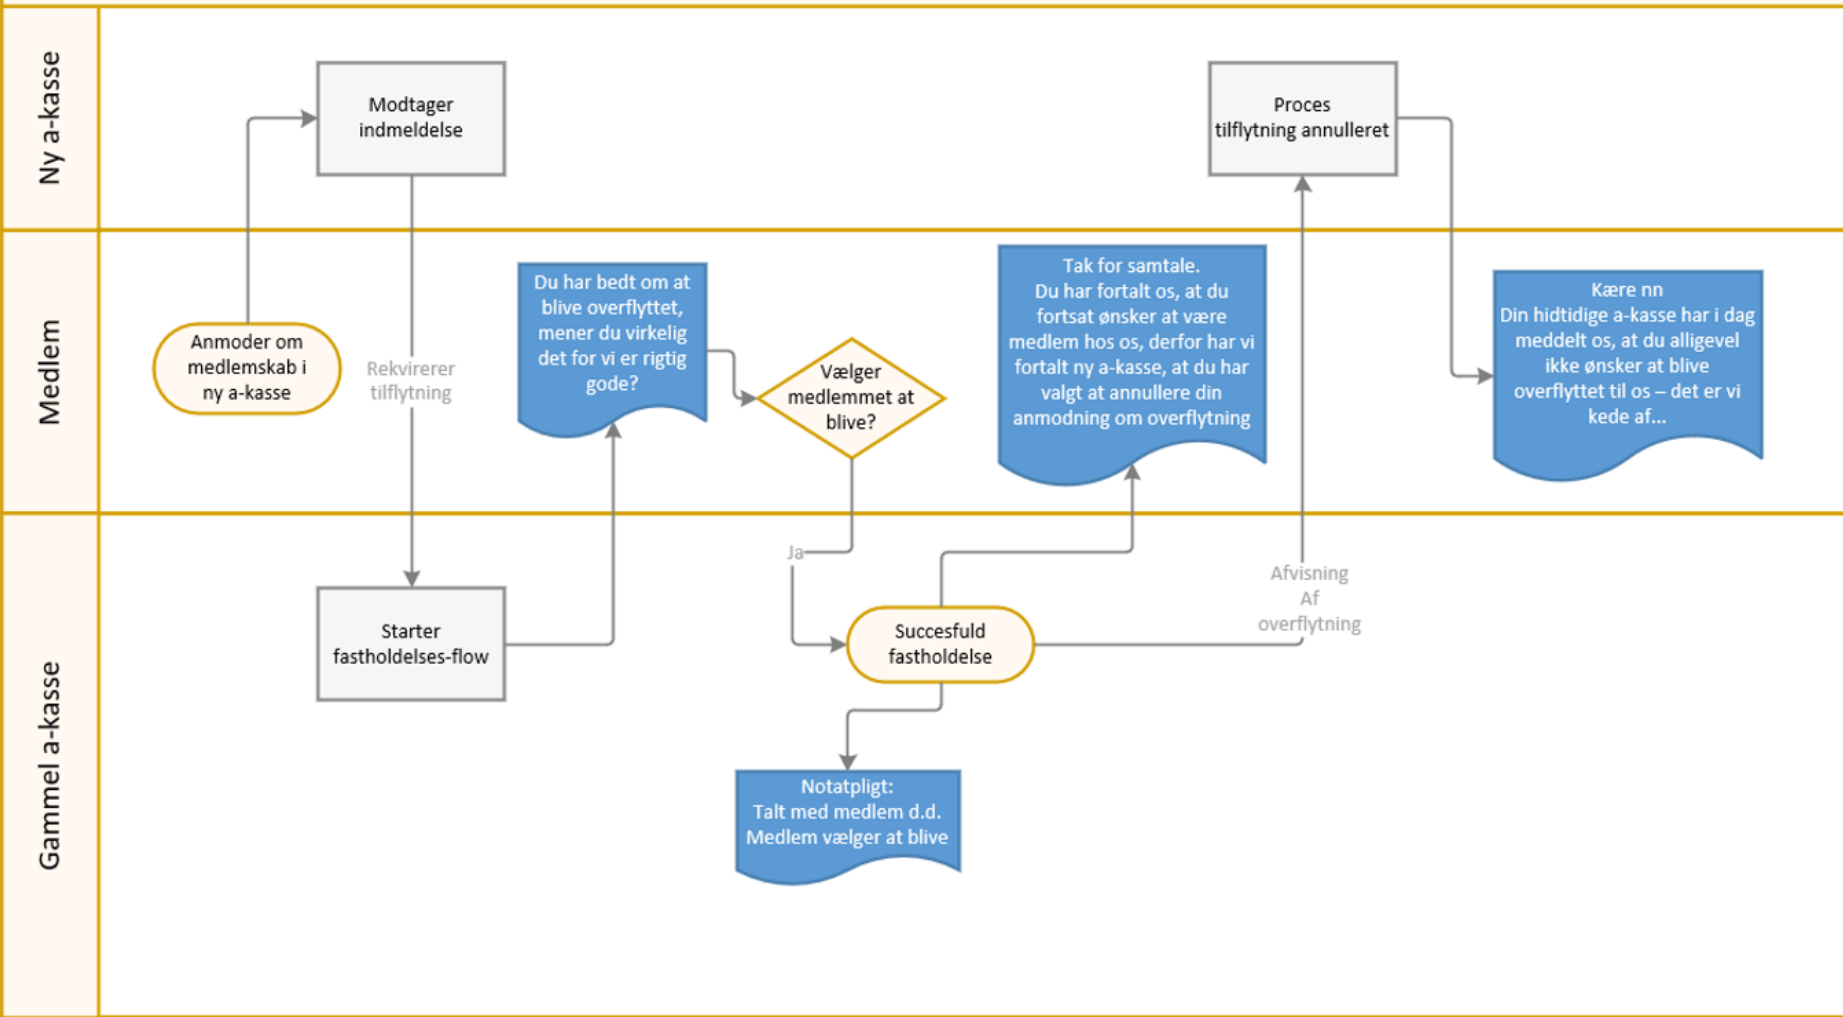 Ny a-kasse
Modtager
indmeldelse
Proces
tilflytning annulleret
Medlem
Anmoder om
medlemskab i
ny a-kasse
Rekvirerer
tilflytning
Du har bedt om at
blive overflyttet,
mener du virkelig
det for vi er rigtig
gode?
Vælger
medlemmet at
blive?
Tak for samtale.
Du har fortalt os, at du
fortsat ønsker at være
medlem hos os, derfor har vi
fortalt ny a-kasse, at du har
valgt at annullere din
anmodning om overflytning
Kære nn
Din hidtidige a-kasse har i dag
meddelt os, at du alligevel
ikke ønsker at blive
overflyttet til os – det er vi
kede af...
Gammel a-kasse
Starter
fastholdelses-flow
Ja
Succesfuld
fastholdelse
Afvisning
Af
overflytning
Notatpligt:
Talt med medlem d.d.
Medlem vælger at blive